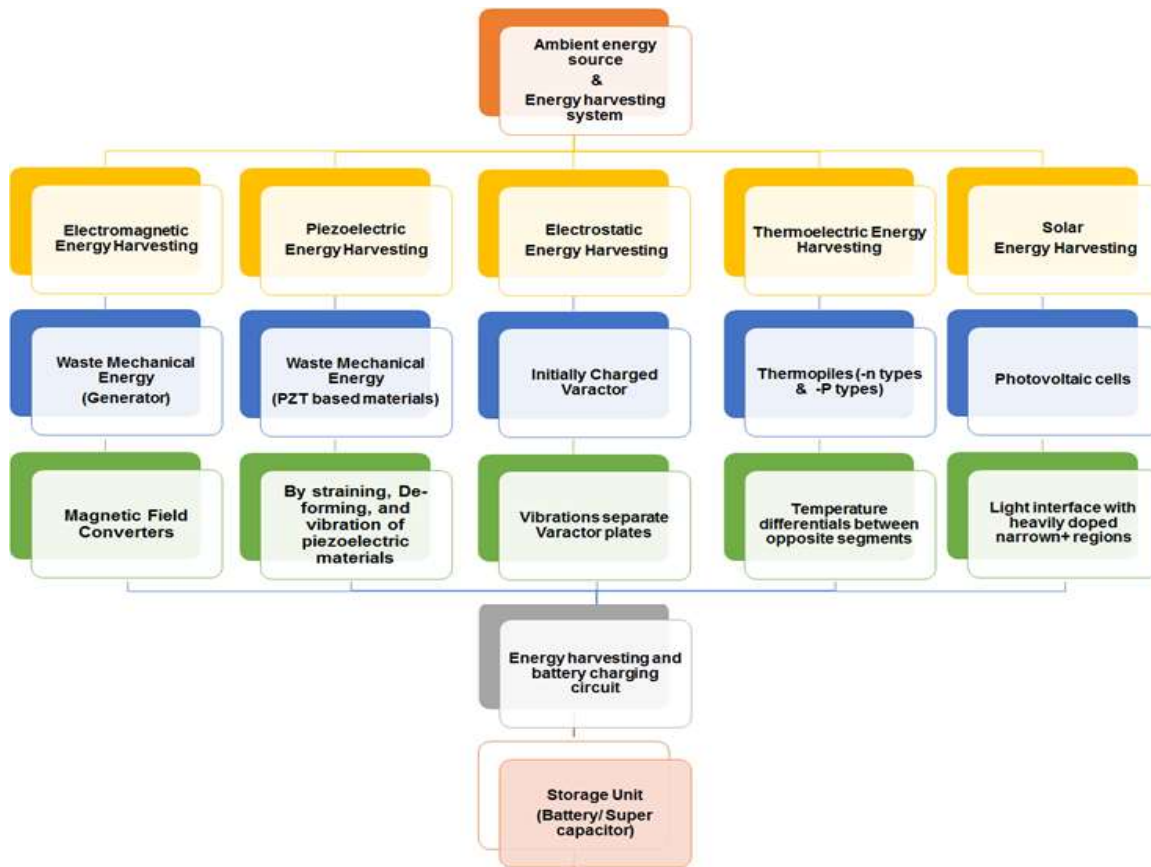 Ambient energy
source
&
Energy harvesting
system
Electromagnetic
Energy Harvesting
Piezoelectric
Energy Harvesting
Electrostatic
Energy Harvesting
Thermoelectric Energy
Harvesting
Solar
Energy Harvesting
Waste Mechanical
Energy
(Generator)
Waste Mechanical
Energy
(PZT based materials)
Initially Charged
Varactor
Thermopiles (-n types
& -P types)
Photovoltaic cells
Magnetic Field
Converters
By straining, De-
forming, and
vibration of
piezoelectric
materials
Vibrations separate
Varactor plates
Temperature
differentials between
opposite segments
Light interface with
heavily doped
narrown+ regions
Energy harvesting and
battery charging
circuit
Storage Unit
(Battery/ Super
capacitor)